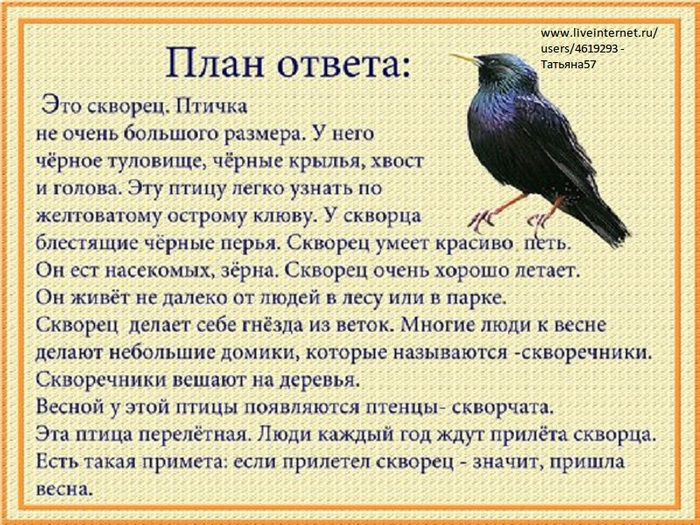 www.liveinternet.ru/
users/4619293 -
Татьяна57
План ответа:
Это скворец. Птичка
не очень большого размера. У него
чёрное туловище, чёрные крылья, хвост
и голова. Эту птицу легко узнать по
желтоватому острому клюву. У скворца
блестящие чёрные перья. Скворец умеет красиво петь.
Он ест насекомых, зёрна. Скворец очень хорошо летает.
Он живёт не далеко от людей в лесу или в парке.
Скворец делает себе гнёзда из веток. Многие люди к весне
делают небольшие домики, которые называются -скворечники.
Скворечники вешают на деревья.
Весной у этой птицы появляются птенцы- скворчата.
Эта птица перелётная. Люди каждый год ждут прилёта скворца.
Есть такая примета: если прилетел скворец - значит, пришла
весна.